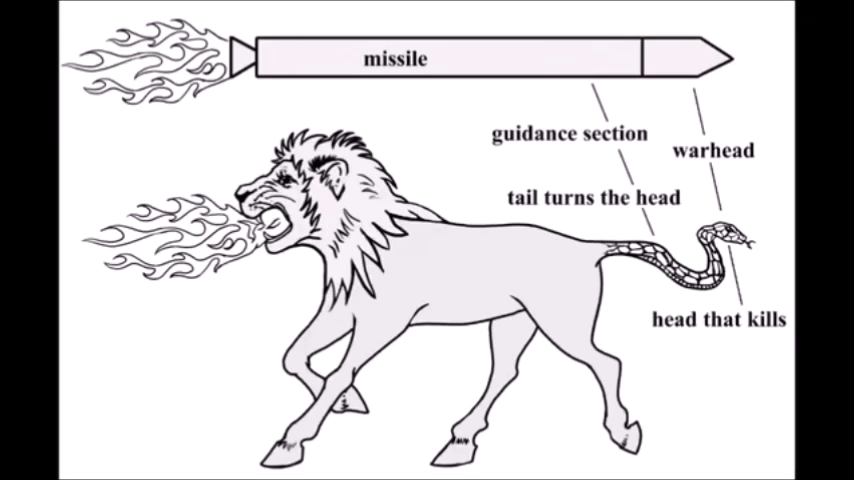 missile
guidance section
warhead
tail turns the head
head that kills